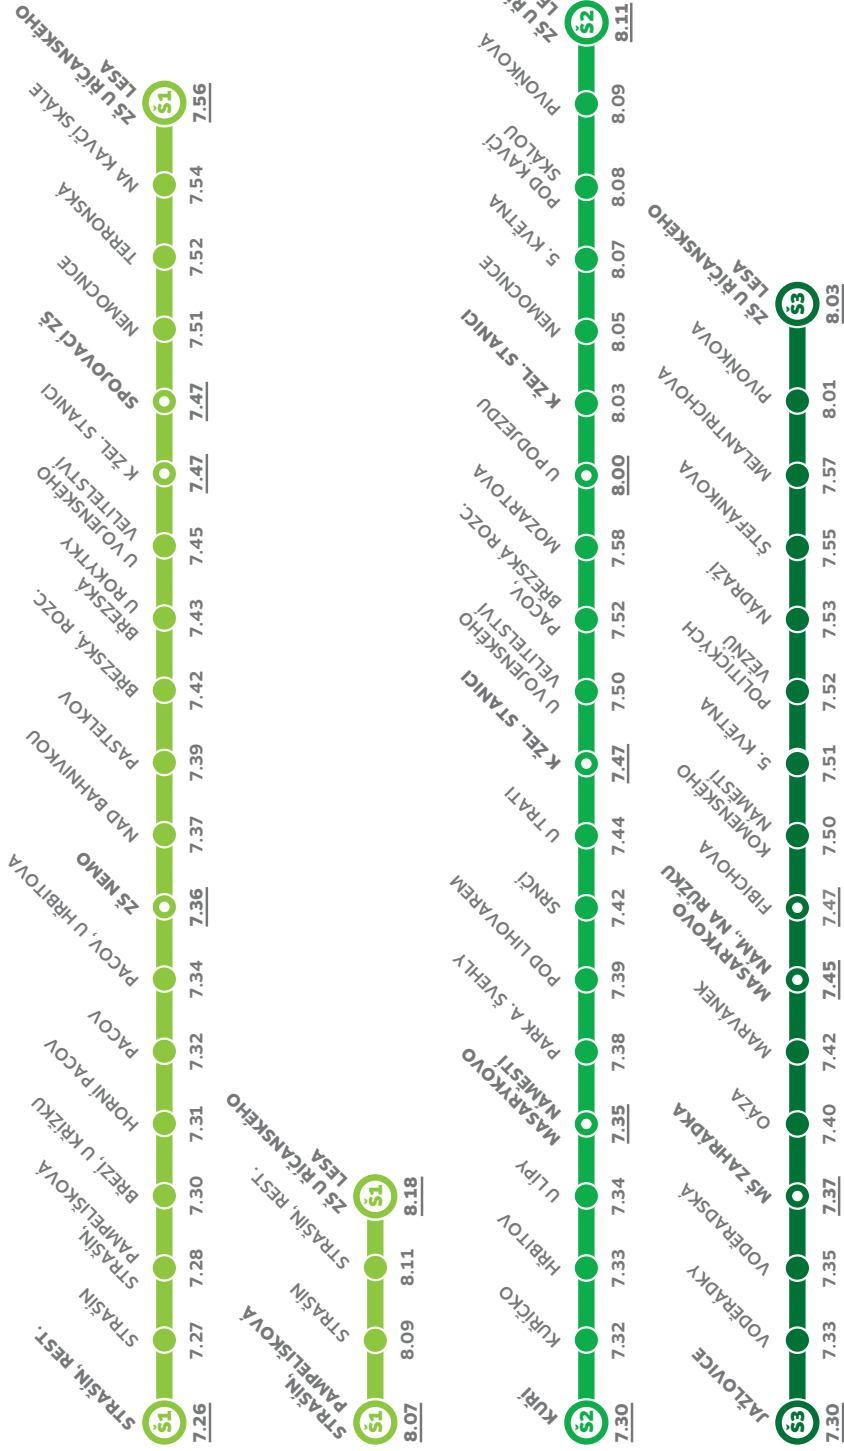 STRAŠÍN, REST.
Š1
7.26
STRAŠÍN
7.27
STRAŠÍN,
PAMPELIŠKOVÁ
7.28
BŘEZÍ, U KŘÍŽKU
7.30
HORNÍ PACOV
7.31
PACOV
7.32
PACOV, U HŘBITOVA
7.34
ZŠ NEMO
7.36
NAD BAHNIVKOU
7.37
PASTELKOV
7.39
BŘEZSKÁ, ROZC.
7.42
BŘEZSKÁ
U ROKYTKY
7.43
U VOJENSKÉHO
VELITELSTVÍ
7.45
K ŽEL. STANICI
7.47
SPOJOVACÍ ZŠ
7.47
NEMOCNICE
7.51
TERRONSKÁ
7.52
NA KAVČÍ SKÁLE
7.54
ZŠ U ŘÍČANSKÉHO
LESA
Š1
7.56
STRAŠÍN,
PAMPELIŠKOVÁ
Š1
8.07
STRAŠÍN
8.09
STRAŠÍN, REST.
8.11
ZŠ U ŘÍČANSKÉHO
LESA
Š1
8.18
KUŘÍ
Š2
7.30
KUŘÍČKO
7.32
HŘBITOV
7.33
U LÍPY
7.34
MASARYKOVO
NÁMĚSTÍ
7.35
PARK A. ŠVEHLY
7.38
POD LIHOVAREM
7.39
SRNČÍ
7.42
U TRATI
7.44
K ŽEL. STANICI
7.47
U VOJENSKÉHO
VELITELSTVÍ
7.50
PACOV,
BŘEZSKÁ ROZC.
7.52
MOZARTOVA
7.58
U PODJEZDU
8.00
K ŽEL. STANICI
8.03
NEMOCNICE
8.05
5. KVĚTNA
8.07
POD KAVČÍ
SKÁLOU
8.08
PIVOŇKOVÁ
8.09
ZŠ U ŘÍ
LE
Š2
8.11
JAŽLOVICE
Š3
7.30
VODĚRÁDKY
7.33
VODĚRADSKÁ
7.35
MŠ ZAHRÁDKA
7.37
OÁZA
7.40
MARVÁNEK
7.42
MASARYKOVO
NÁM., NA RŮŽKU
7.45
FIBICHOVA
7.47
KOMENSKÉHO
NÁMĚSTÍ
7.50
5. KVĚTNA
7.51
POLITICKÝCH
VĚZŇŮ
7.52
NÁDRAŽÍ
7.53
ŠTEFÁNIKOVA
7.55
MELANTRICHOVA
7.57
PIVOŇKOVÁ
8.01
ZŠ U ŘÍČANSKÉHO
LESA
Š3
8.03